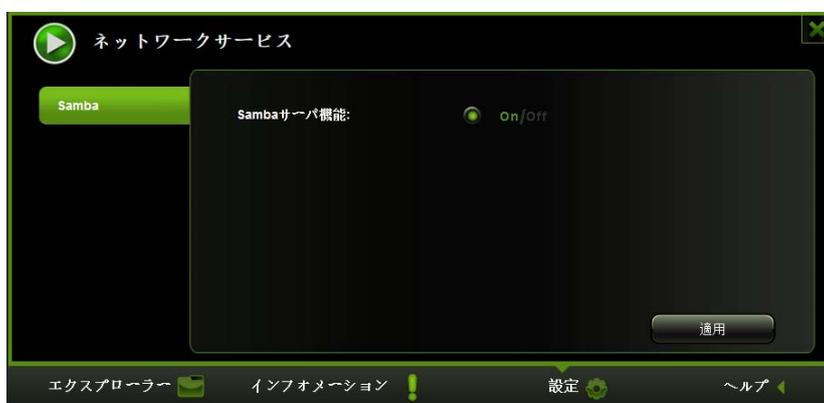 ネットワークサービス
Samba
Sambaサーバ機能:
On/Off
適用
エクスプローラー
インフォメーション
設定
ヘルプ